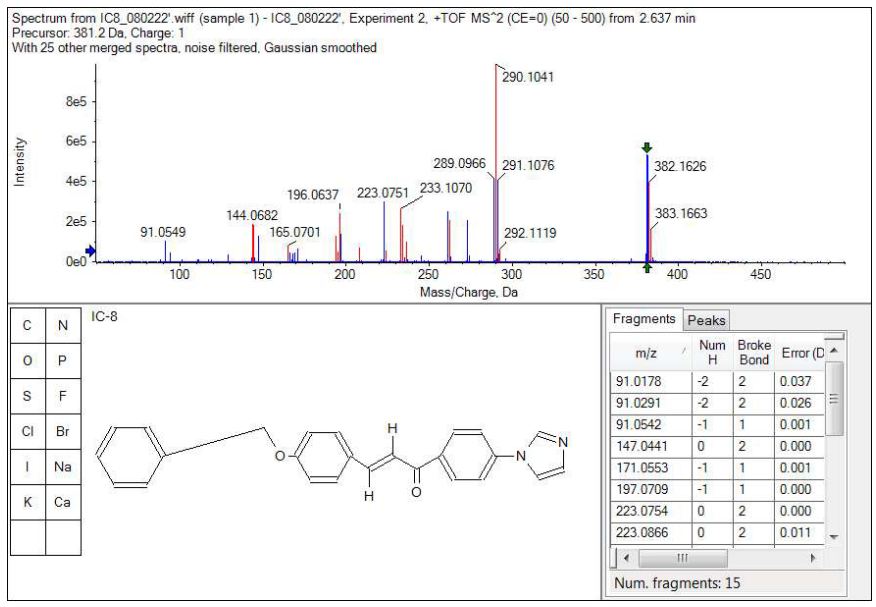 Spectrum from IC8_080222'.wiff (sample 1) - IC8_080222', Experiment 2, +TOF MS^2 (CE=0) (50 - 500) from 2.637 min
Precursor: 381.2 Da, Charge: 1
With 25 other merged spectra, noise filtered, Gaussian smoothed
290.1041
8e5
6e5
Intensity
4e5
289.0966
291.1076
382.1626
196.0637
223.0751
233.1070
383.1663
2e5
144.0682
91.0549
165.0701
292.1119
0e0
100
150
200
250
300
350
400
450
Mass/Charge, Da
C N
O P
S F
Cl Br
I Na
K Ca
IC-8
H
N
O
N
H
O
Fragments Peaks
m/z Num H Broke Bond Error (D
91.0178 -2 2 0.037
91.0291 -2 2 0.026
91.0542 -1 1 0.001
147.0441 0 2 0.000
171.0553 -1 1 0.001
197.0709 -1 1 0.000
223.0754 0 2 0.000
223.0866 0 2 0.011
Num. fragments: 15